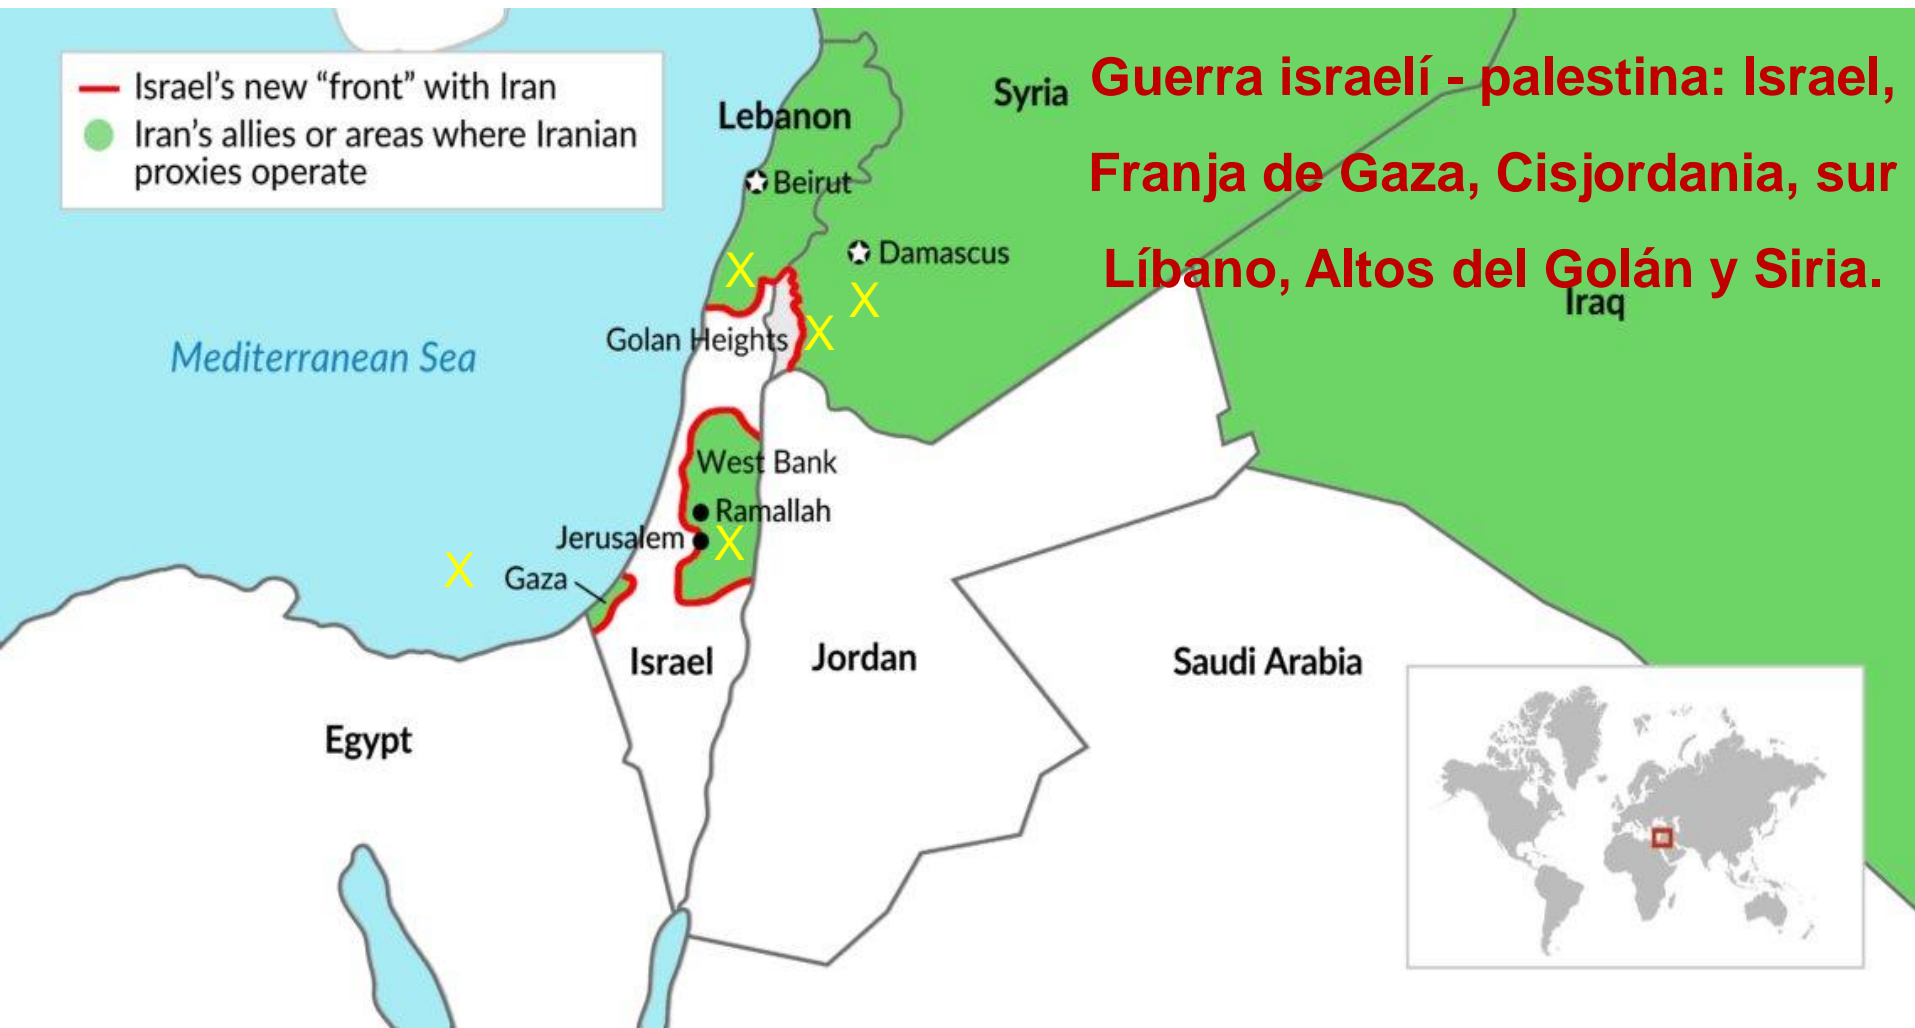 Israel's new “front” with Iran
Iran's allies or areas where Iranian
proxies operate
Guerra israelí - palestina: Israel,
Franja de Gaza, Cisjordania, sur
Líbano, Altos del Golán y Siria.
Syria
Lebanon
Beirut
Damascus
X
X
X
Iraq
Golan Heights
Mediterranean Sea
West Bank
Ramallah
Jerusalem
X
X
Gaza
Israel
Jordan
Saudi Arabia
Egypt